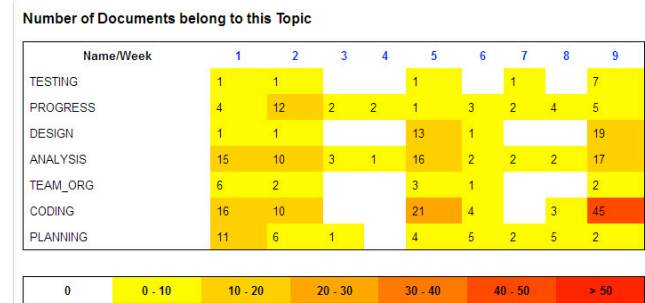 Number of Documents belong to this Topic
Name/Week 1 2 3 4 5 6 7 8 9
TESTING 1 1 1 1 7
PROGRESS 4 12 2 2 1 3 2 4 5
DESIGN 1 1 13 1 19
ANALYSIS 15 10 3 1 16 2 2 2 17
TEAM_ORG 6 2 3 1 2
CODING 16 10 21 4 3 45
PLANNING 11 6 1 4 5 2 5 2
0 0 - 10 10 - 20 20 - 30 30 - 40 40 - 50 > 50